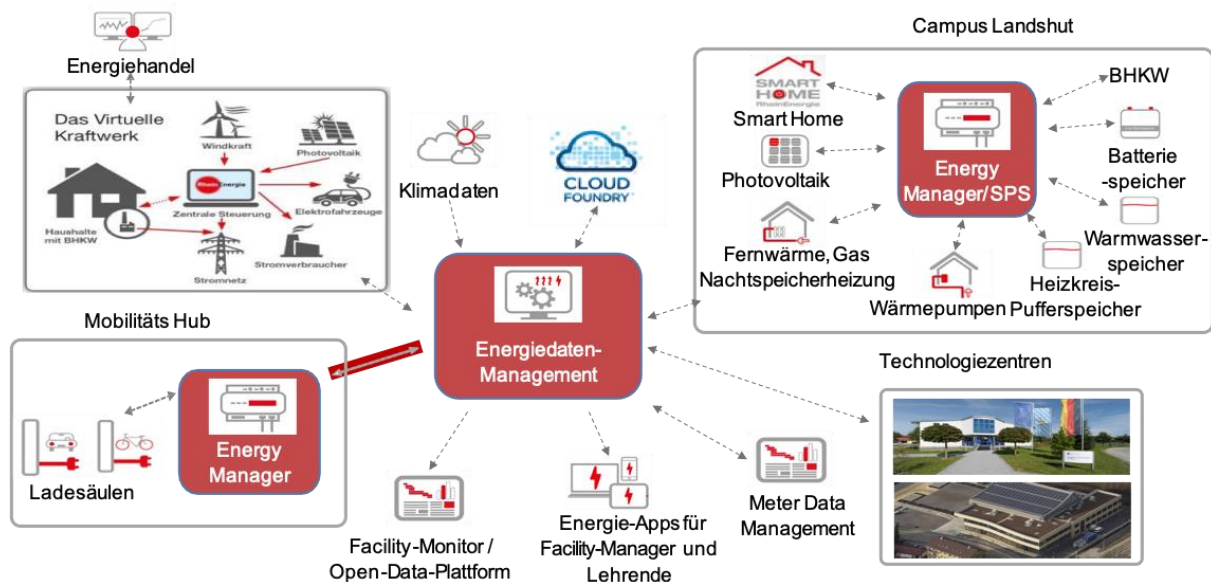 Energiehandel
Das Virtuelle
Kraftwerk
Windkraft
Photovoltaik
RheinEnergie
Zentrale Steuerung
Elektrofahrzeuge
Haushalte
mit BHKW
Stromverbraucher
Stromnetz
Klimadaten
CLOUD
FOUNDRY
Campus Landshut
SMART
HOME
RheinEnergie
Smart Home
Photovoltaik
Fernwärme, Gas
Nachtspeicherheizung
Energy
Manager/ SPS
BHKW
Batterie
-speicher
Warmwasser-
speicher
Heizkreis-
Pufferspeicher
Wärmepumpen
Mobilitäts Hub
Ladesäulen
Energy
Manager
Energiedaten-
Management
Technologiezentren
Facility-Monitor /
Open-Data-Plattform
Energie-Apps für
Facility-Manager und
Lehrende
Meter Data
Management